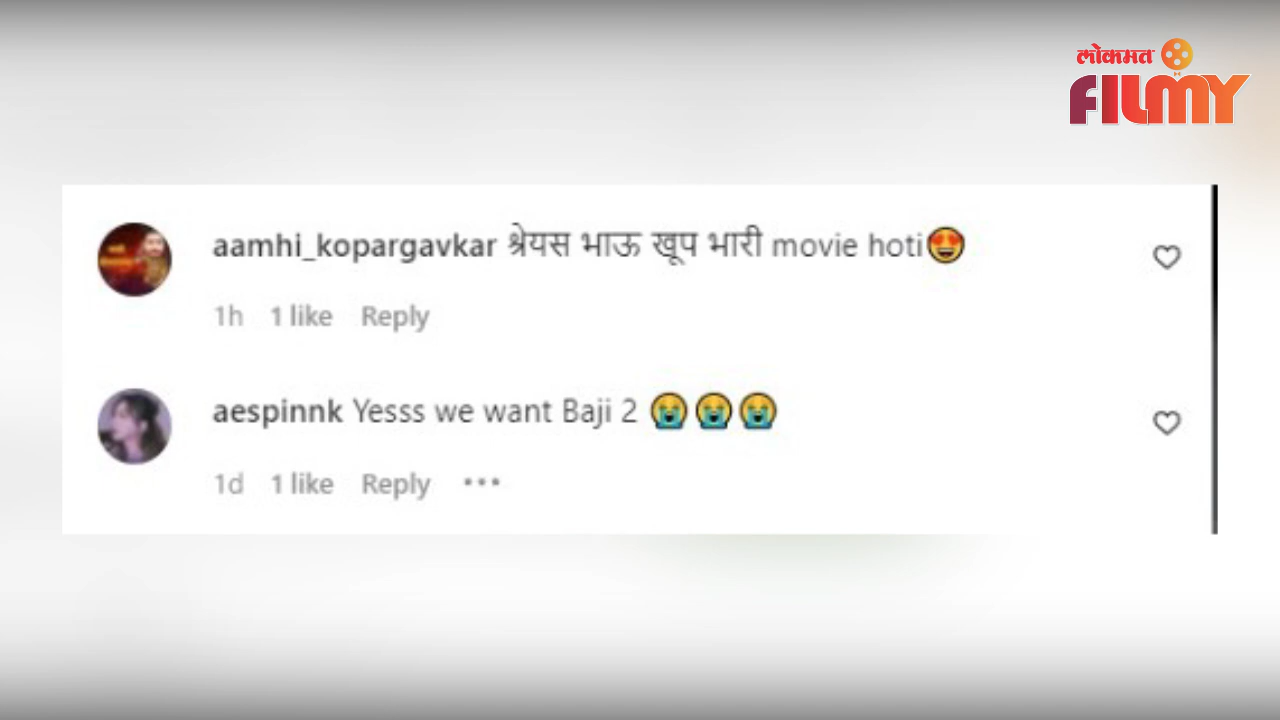 लोकमत
FILMY
aamhi_kopargavkar श्रेयस भाऊ खूप भारी movie hoti😍
1h 1 like Reply
aespinnk Yesss we want Baji 2 😭😭😭
1d 1 like Reply •••